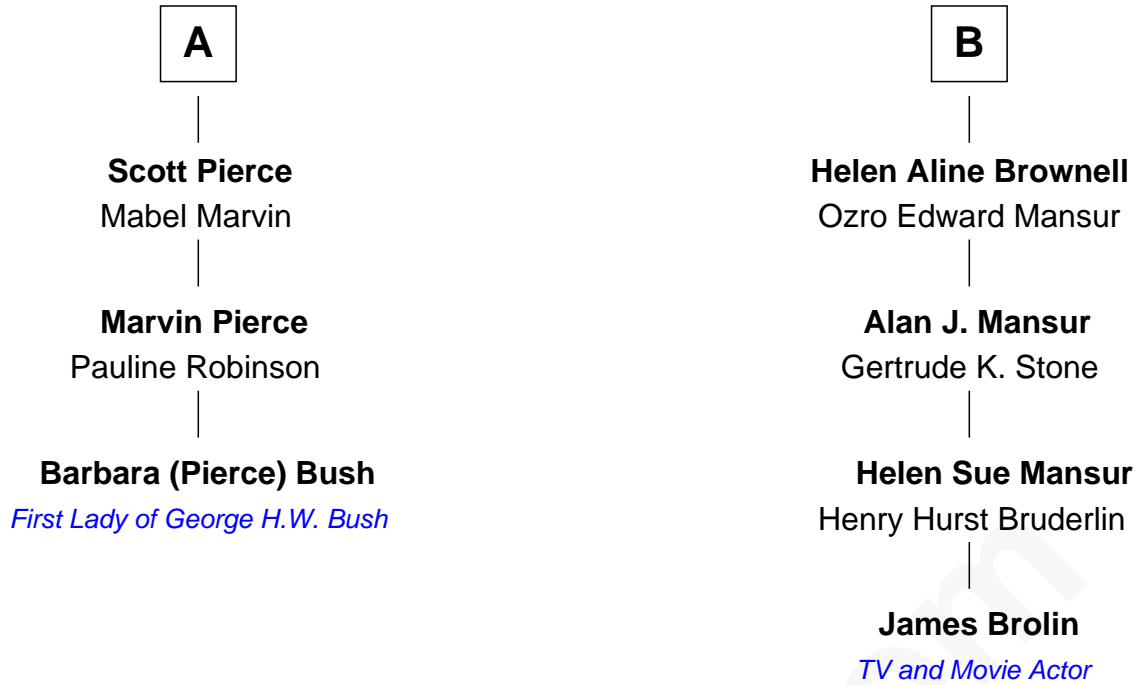 A
Scott Pierce
Mabel Marvin
Marvin Pierce
Pauline Robinson
Barbara (Pierce) Bush
First Lady of George H.W. Bush
B
Helen Aline Brownell
Ozro Edward Mansur
Alan J. Mansur
Gertrude K. Stone
Helen Sue Mansur
Henry Hurst Bruderlin
James Brolin
TV and Movie Actor